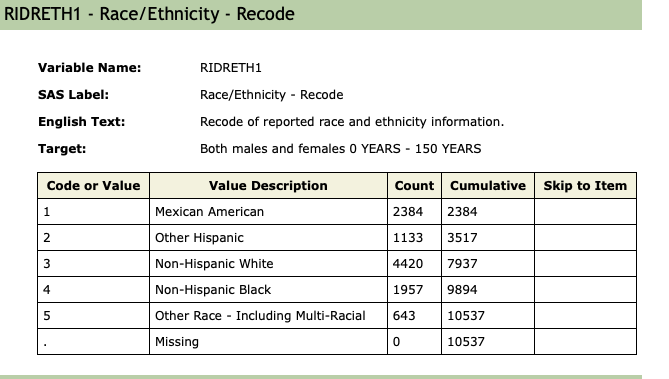 RIDRETH1 - Race/Ethnicity - Recode
Variable Name: RIDRETH1
SAS Label: Race/Ethnicity - Recode
English Text: Recode of reported race and ethnicity information.
Target: Both males and females 0 YEARS - 150 YEARS
Code or Value Value Description Count Cumulative Skip to Item
1 Mexican American 2384 2384
2 Other Hispanic 1133 3517
3 Non-Hispanic White 4420 7937
4 Non-Hispanic Black 1957 9894
5 Other Race - Including Multi-Racial 643 10537
. Missing 0 10537